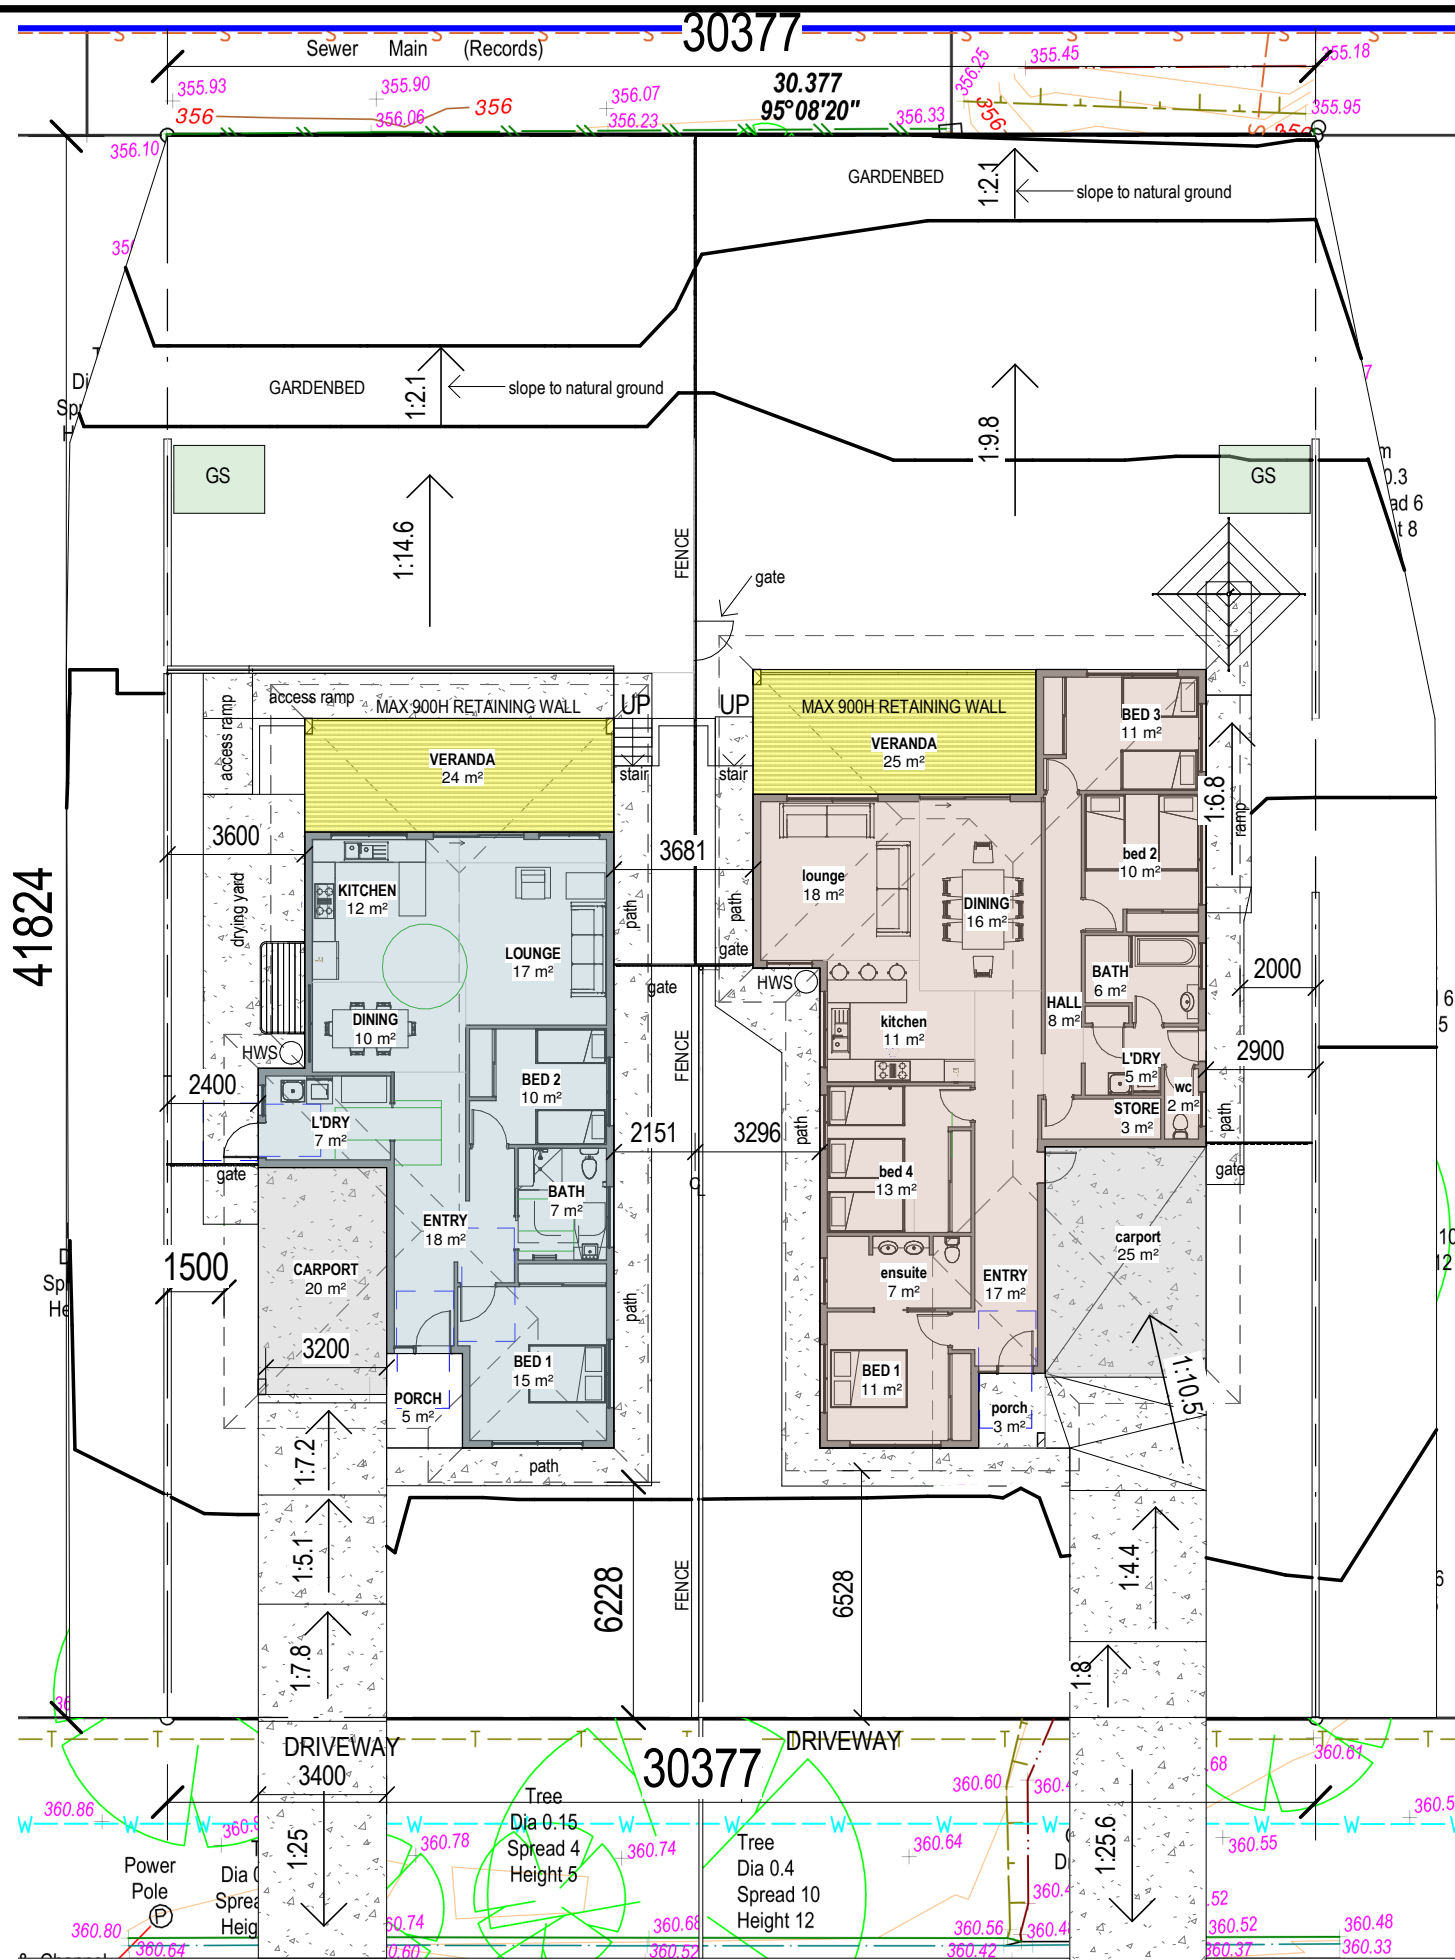 30377
Sewer Main (Records)
S S S S S S S S S
355.93
355.90
356.25
355.45
355.18
30.377
95°08'20"
356
356.06
356
356.07
356.23
356.33
356
355.95
356.10
GARDENBED
1:2.1
slope to natural ground
GARDENBED
1:2.1
slope to natural ground
1:9.8
GS
GS
0.3
ad 6
t 8
1:14.6
FENCE
gate
access ramp
access ramp
MAX 900H RETAINING WALL
UP
UP
MAX 900H RETAINING WALL
VERANDA
24 m²
VERANDA
25 m²
stair
stair
BED 3
11 m²
1:6.8
ramp
3600
3681
41824
KITCHEN
12 m²
lounge
18 m²
DINING
16 m²
bed 2
10 m²
drying yard
path
path
gate
LOUNGE
17 m²
gate
HWS
BATH
6 m²
2000
HALL
8 m²
DINING
10 m²
kitchen
11 m²
HWS
FENCE
L'DRY
5 m²
2900
2400
BED 2
10 m²
wc
2 m²
STORE
3 m²
path
L'DRY
7 m²
2151
3296
path
gate
gate
bed 4
13 m²
BATH
7 m²
CL
ENTRY
18 m²
carport
25 m²
1500
CARPORT
20 m²
ensuite
7 m²
ENTRY
17 m²
path
3200
BED 1
15 m²
BED 1
11 m²
1:10.5
PORCH
5 m²
porch
3 m²
1:7.2
path
1:5.1
6228
FENCE
6528
1:4.4
1:7.8
1:8
T T T T T T T T
DRIVEWAY
DRIVEWAY
3400
30377
360.61
360.60
360.86
W W W W W W W W W W W
Tree
Dia 0.15
Spread 4
Height 5
360.78
360.74
Tree
Dia 0.4
Spread 10
Height 12
360.64
1:25
1:25.6
360.55
Power
Pole
P
360.80
360.64
360.68
360.52
360.56
360.42
360.52
360.37
360.48
360.33